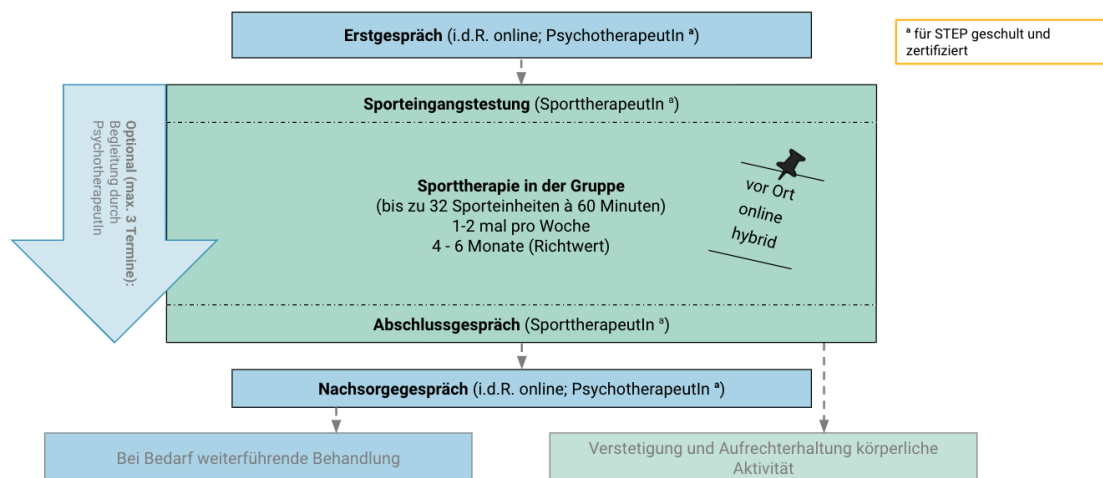 Erstgespräch (i.d.R. online; PsychotherapeutIn ª)
ª für STEP geschult und
zertifiziert
Sporteingangstestung (SporttherapeutIn ª)
Optional (max. 3 Termine):
Begleitung durch
PsychotherapeutIn
Sporttherapie in der Gruppe
(bis zu 32 Sporteinheiten à 60 Minuten)
1-2 mal pro Woche
4 - 6 Monate (Richtwert)
vor Ort
online
hybrid
Abschlussgespräch (SporttherapeutIn ª)
Nachsorgegespräch (i.d.R. online; PsychotherapeutIn ª)
Bei Bedarf weiterführende Behandlung
Verstetigung und Aufrechterhaltung körperliche
Aktivität